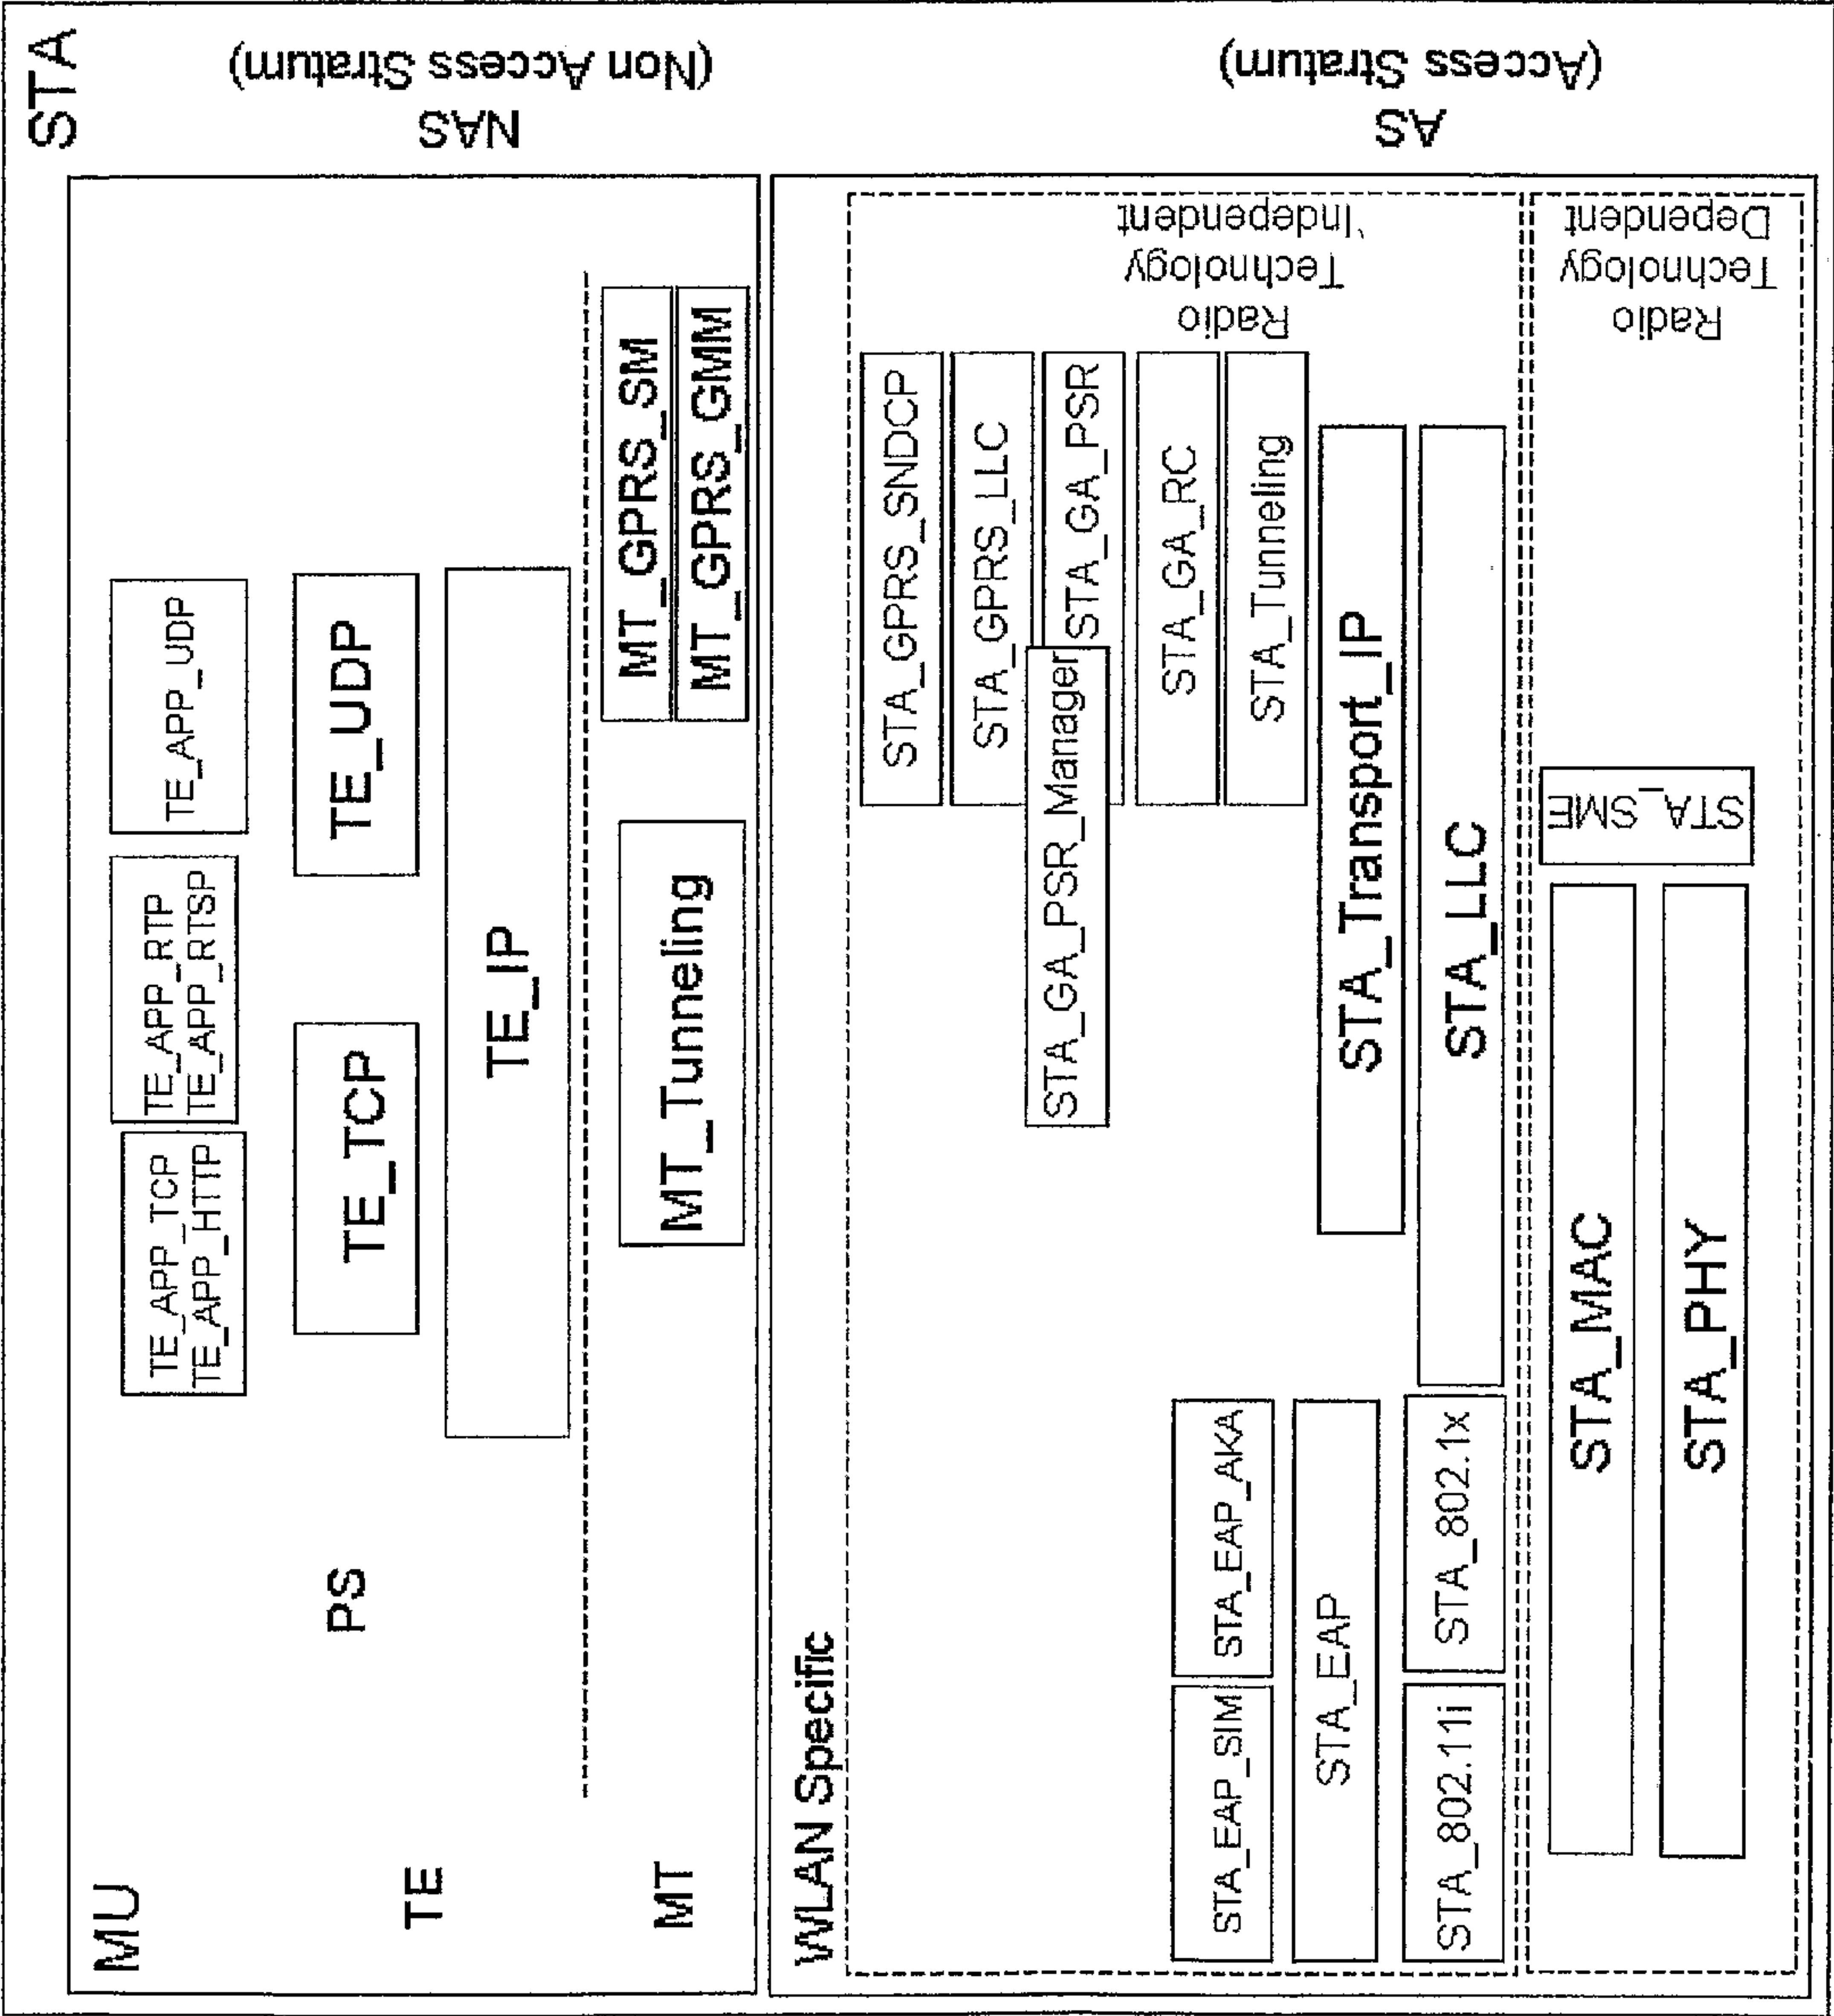 STA
MU
TE_APP_TCP
TE_APP_HTTP
TE_APP_RTP
TE_APP_RTSP
TE_APP_UDP
PS
TE_TCP
TE_UDP
TE
TE_IP
NAS
(Non Access Stratum)
MT
MT_Tunneling
MT_GPRS_SM
MT_GPRS_GMM
WLAN Specific
STA_GPRS_SNDCP
STA_GPRS_LLC
STA_GA_PSR_Manager
STA_GA_PSR
STA_GA_RC
STA_Tunneling
Radio
Technology
Independent
STA_EAP_SIM
STA_EAP_AKA
STA_EAP
STA_Transport_IP
STA_802.11i
STA_802.1x
STA_LLC
AS
(Access Stratum)
STA_MAC
STA_PHY
STA_SME
Radio
Technology
Dependent